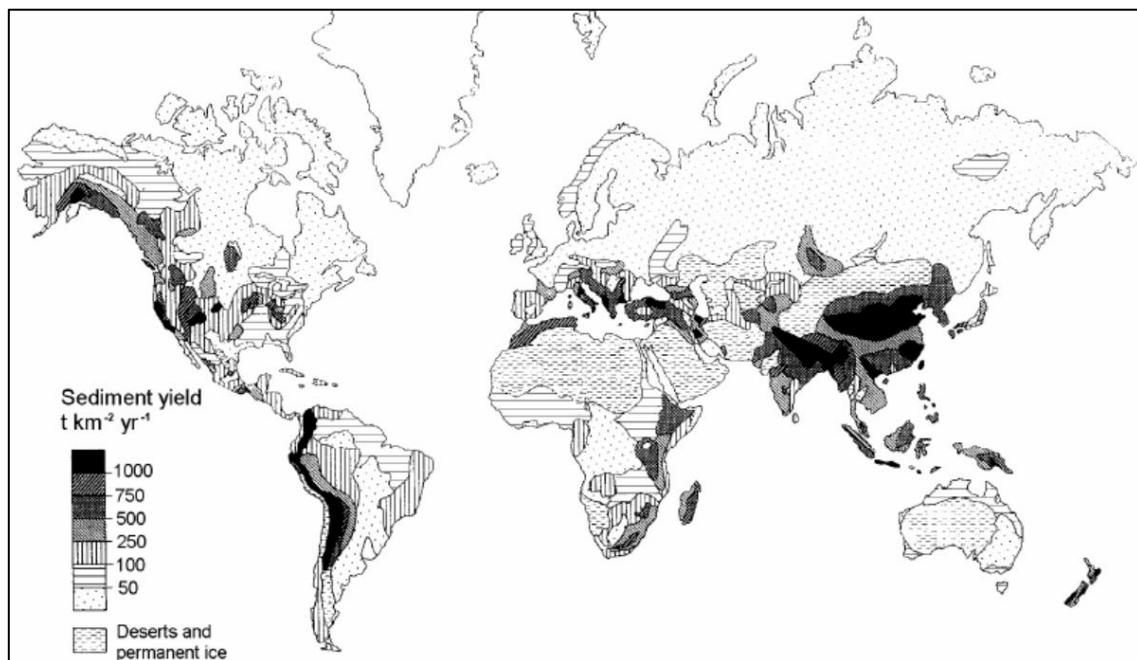 Sediment yield
t km⁻² yr⁻¹
1000
750
500
250
100
50
Deserts and
permanent ice